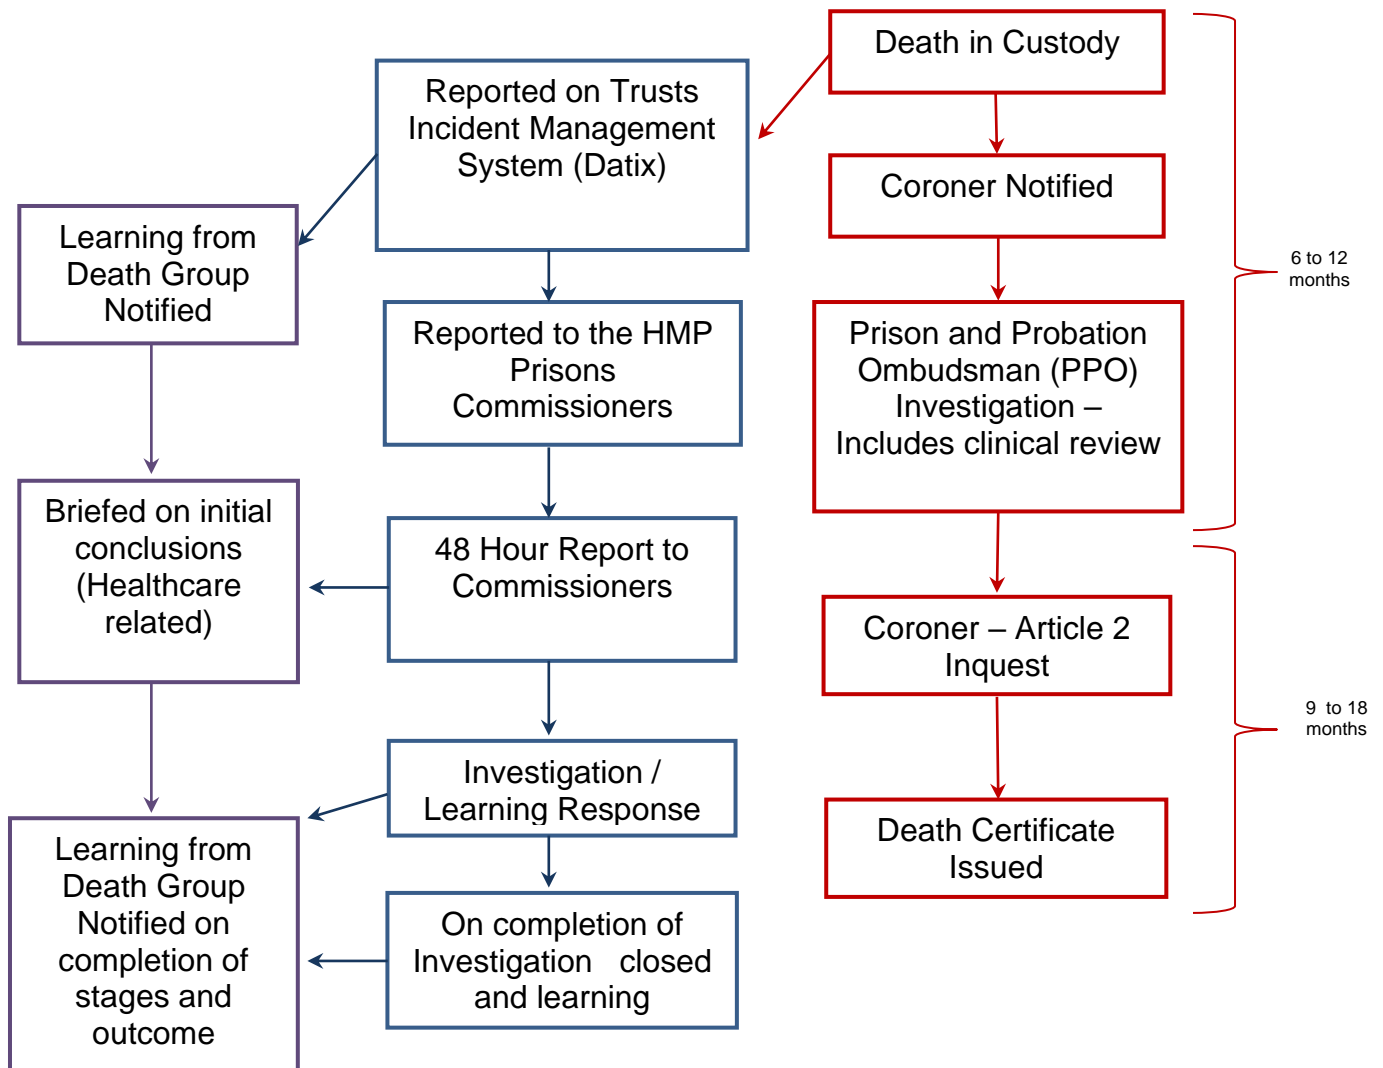 Death in Custody
Reported on Trusts
Incident Management
System (Datix)
Coroner Notified
Learning from
Death Group
Notified
6 to 12
months
Reported to the HMP
Prisons
Commissioners
Prison and Probation
Ombudsman (PPO)
Investigation –
Includes clinical review
Briefed on initial
conclusions
(Healthcare
related)
48 Hour Report to
Commissioners
Coroner – Article 2
Inquest
9 to 18
months
Investigation /
Learning Response
Death Certificate
Issued
Learning from
Death Group
Notified on
completion of
stages and
outcome
On completion of
Investigation closed
and learning